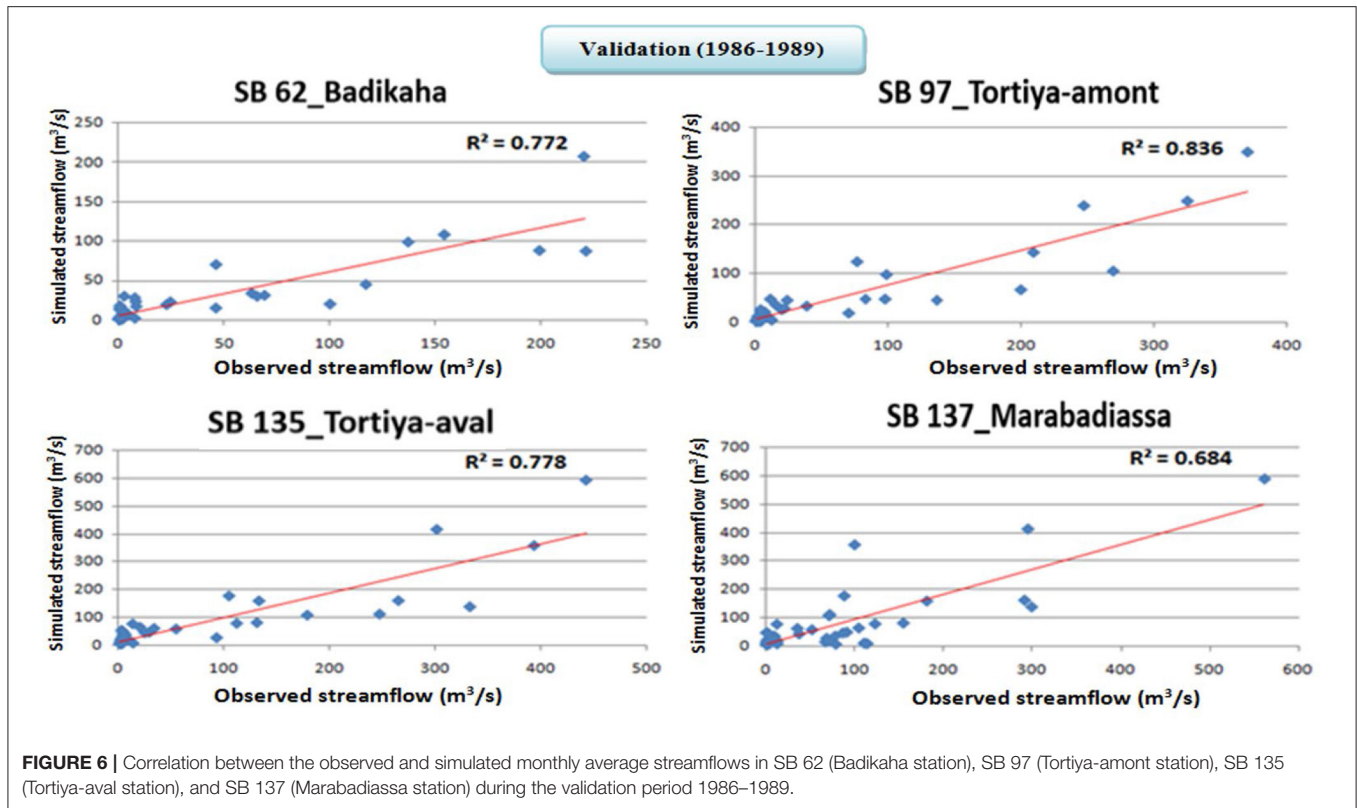 Validation (1986-1989)
SB 62_Badikaha
R² = 0.772
Simulated streamflow (m³/s)
250
200
150
100
50
0
0 50 100 150 200 250
Observed streamflow (m³/s)
SB 97_Tortiya-amont
R² = 0.836
Simulated streamflow (m³/s)
400
300
200
100
0
0 100 200 300 400
Observed streamflow (m³/s)
SB 135_Tortiya-aval
R² = 0.778
Simulated streamflow (m³/s)
700
600
500
400
300
200
100
0
0 100 200 300 400 500
Observed streamflow (m³/s)
SB 137_Marabadiassa
R² = 0.684
Simulated streamflow (m³/s)
700
600
500
400
300
200
100
0
0 100 200 300 400 500 600
Observed streamflow (m³/s)
FIGURE 6 | Correlation between the observed and simulated monthly average streamflows in SB 62 (Badikaha station), SB 97 (Tortiya-amont station), SB 135
(Tortiya-aval station), and SB 137 (Marabadiassa station) during the validation period 1986–1989.